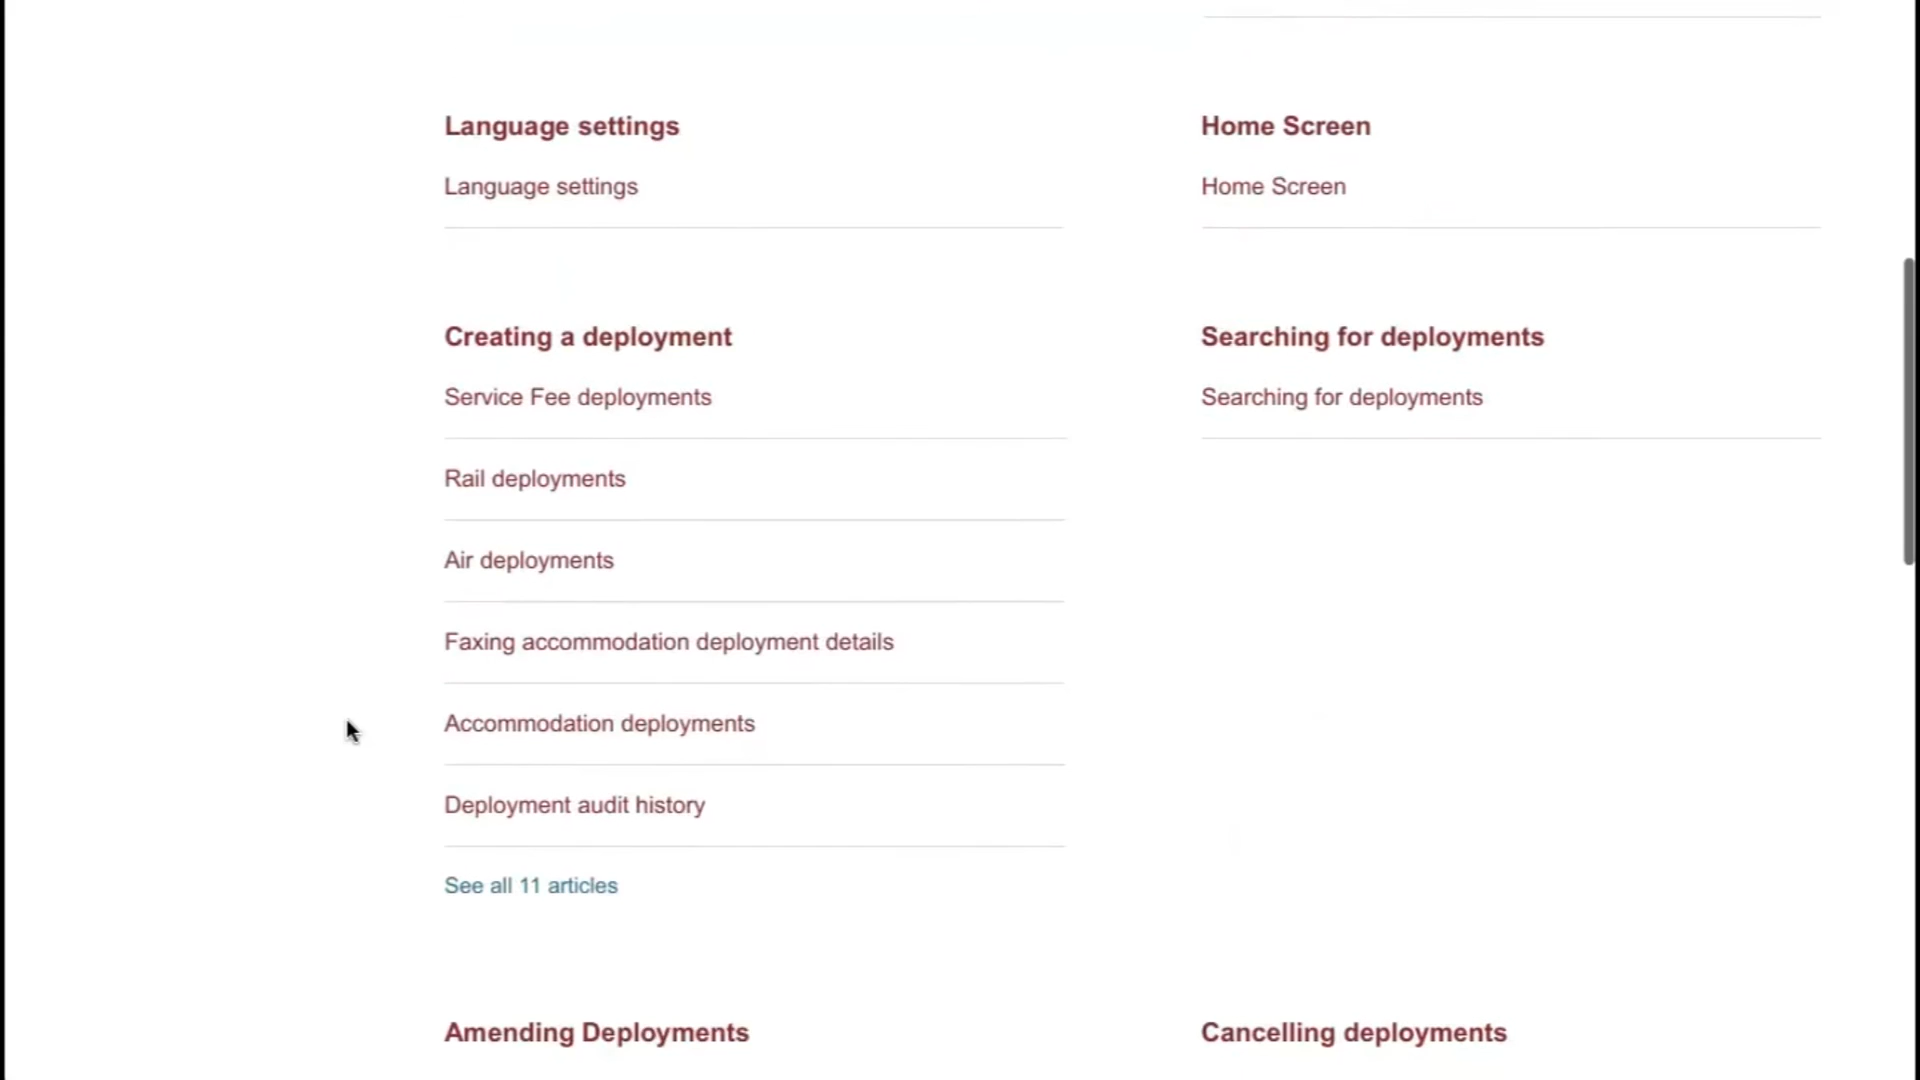 Language settings
Language settings
Home Screen
Home Screen
Creating a deployment
Service Fee deployments
Rail deployments
Air deployments
Faxing accommodation deployment details
Accommodation deployments
Deployment audit history
See all 11 articles
Searching for deployments
Searching for deployments
Amending Deployments
Cancelling deployments